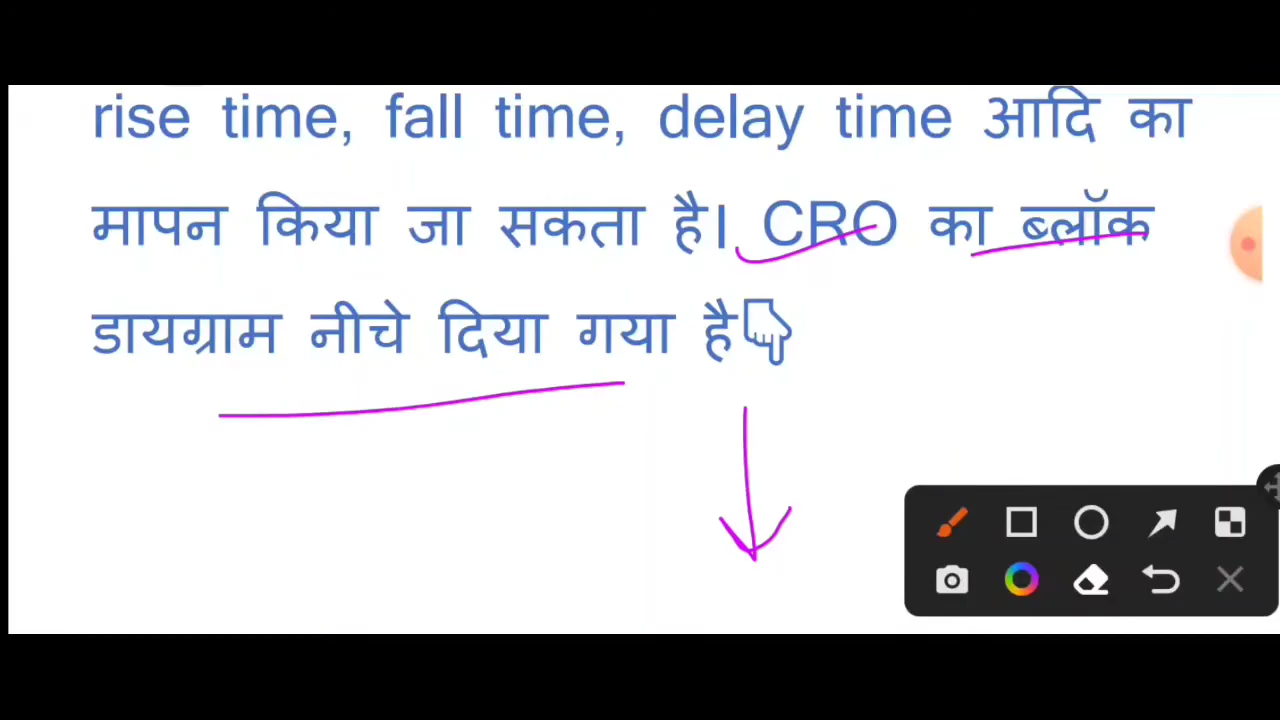 rise time, fall time, delay time आदि का
मापन किया जा सकता है। CRO का ब्लॉक
डायग्राम नीचे दिया गया है👇